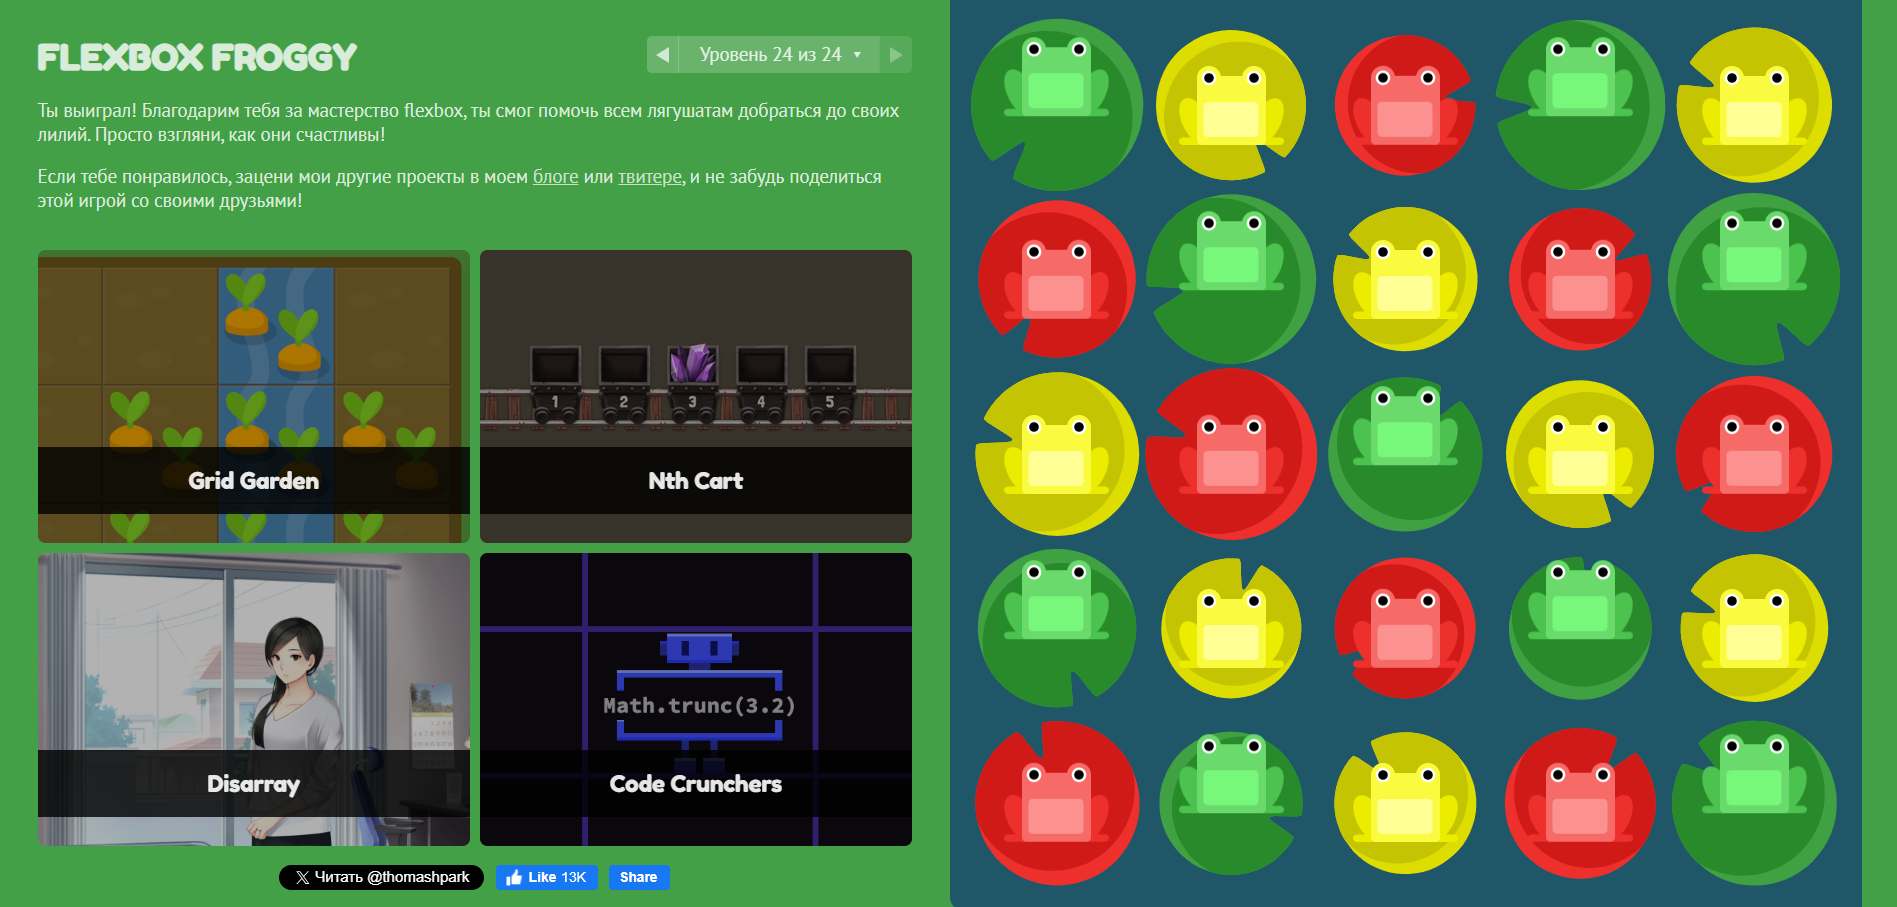 FLEXBOX FROGGY
Уровень 24 из 24
Ты выиграл! Благодарим тебя за мастерство flexbox, ты смог помочь всем лягушатам добраться до своих
лилий. Просто взгляни, как они счастливы!
Если тебе понравилось, зацени мои другие проекты в моем блоге или твитере, и не забудь поделиться
этой игрой со своими друзьями!
Grid Garden
1 2 3 4 5
Nth Cart
Disarray
Math.trunc(3.2)
Code Crunchers
Читать @thomashpark
Like 13K
Share